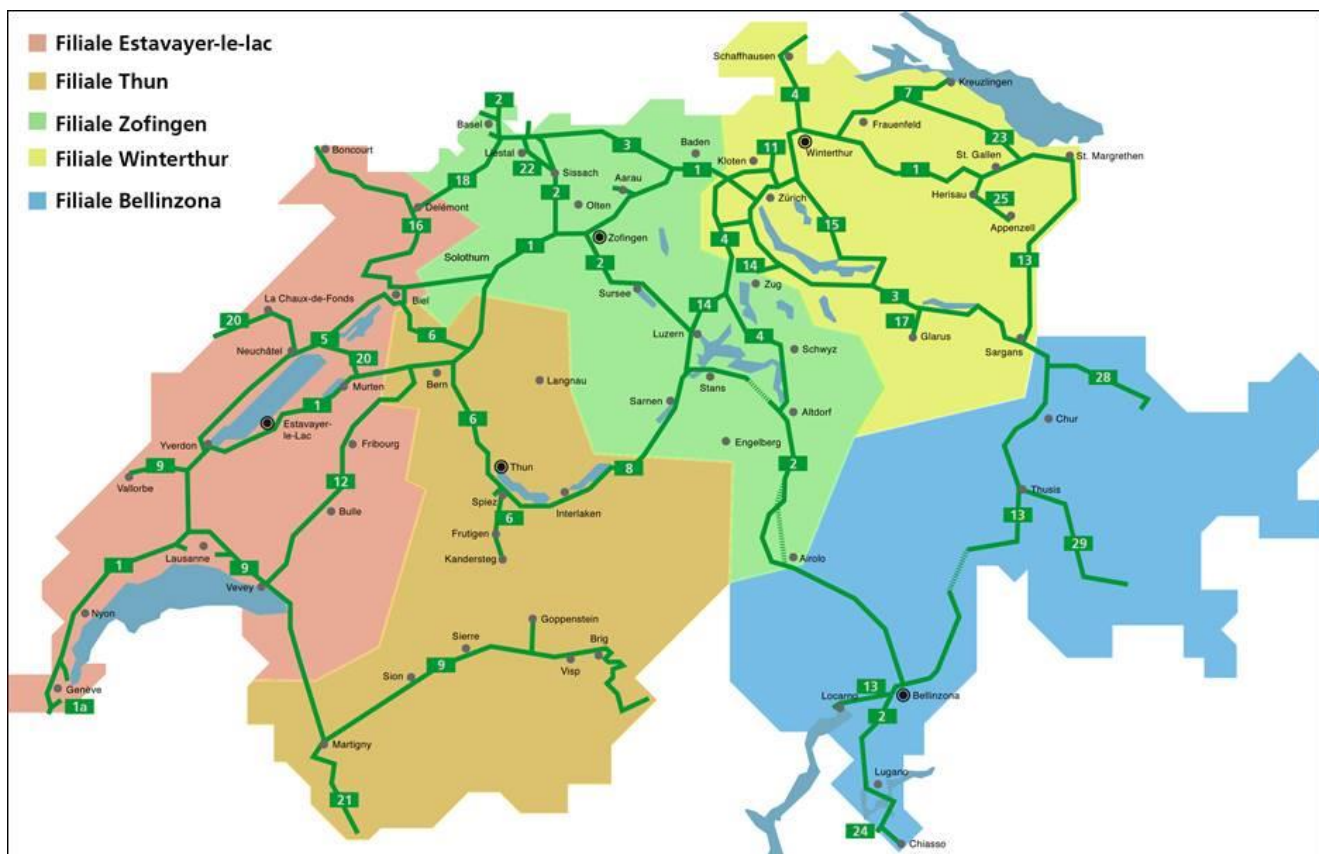 Filiale Estavayer-le-lac
Filiale Thun
Filiale Zofingen
Filiale Winterthur
Filiale Bellinzona
Schaffhausen
Kreuzlingen
4
7
2
Basel
Frauenfeld
23
Boncourt
Liestal
22
3
Baden
Kloten
11
Winterthur
St. Gallen
St. Margrethen
18
Sissach
1
1
Aarau
2
Delémont
Olten
Zürich
Herisau
25
Appenzell
16
15
Zofingen
4
1
Solothurn
2
14
13
Zug
La Chaux-de-Fonds
Biel
Sursee
3
14
20
5
6
Luzern
4
17
Glarus
Sargans
Neuchâtel
20
Schwyz
Murten
Bern
Langnau
Stans
28
1
Sarnen
Altdorf
Chur
Estavayer-
le-Lac
6
Yverdon
Fribourg
Engelberg
9
Thun
8
2
Vallorbe
12
Spiez
Interlaken
Thusis
Bulle
6
13
Frutigen
29
Lausanne
Kandersteg
Airolo
1
9
Vevey
Nyon
Goppenstein
Sierre
Brig
9
Visp
Sion
Genève
13
Locarno
Bellinzona
1a
2
Martigny
Lugano
21
24
Chiasso